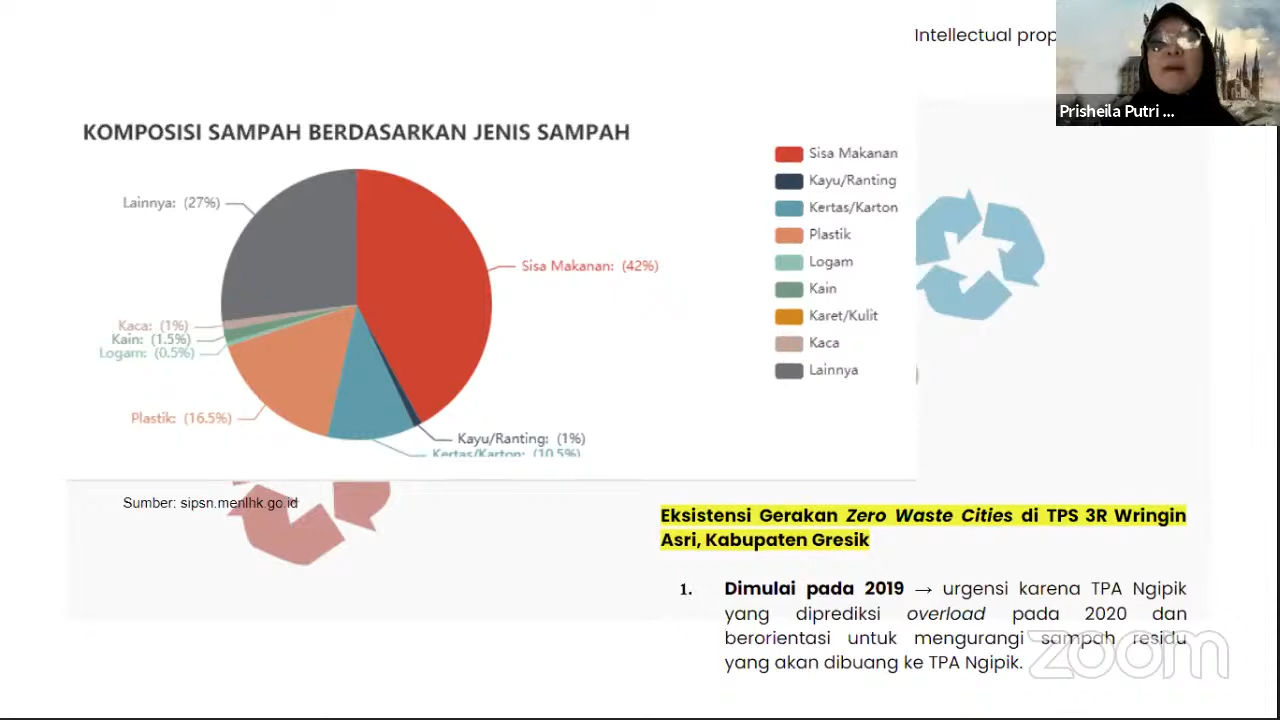 Intellectual prop
Prisheila Putri ...
KOMPOSISI SAMPAH BERDASARKAN JENIS SAMPAH
Lainnya: (27%)
Sisa Makanan: (42%)
Kaca: (1%)
Kain: (1.5%)
Logam: (0.5%)
Plastik: (16.5%)
Kayu/Ranting: (1%)
Kertas/Karton: (10.5%)
Sisa Makanan
Kayu/Ranting
Kertas/Karton
Plastik
Logam
Kain
Karet/Kulit
Kaca
Lainnya
Sumber: sipsn.menlhk.go.id
Eksistensi Gerakan Zero Waste Cities di TPS 3R Wringin
Asri, Kabupaten Gresik
1. Dimulai pada 2019 → urgensi karena TPA Ngipik
yang diprediksi overload pada 2020 dan
berorientasi untuk mengurangi sampah residu
yang akan dibuang ke TPA Ngipik.
zoom